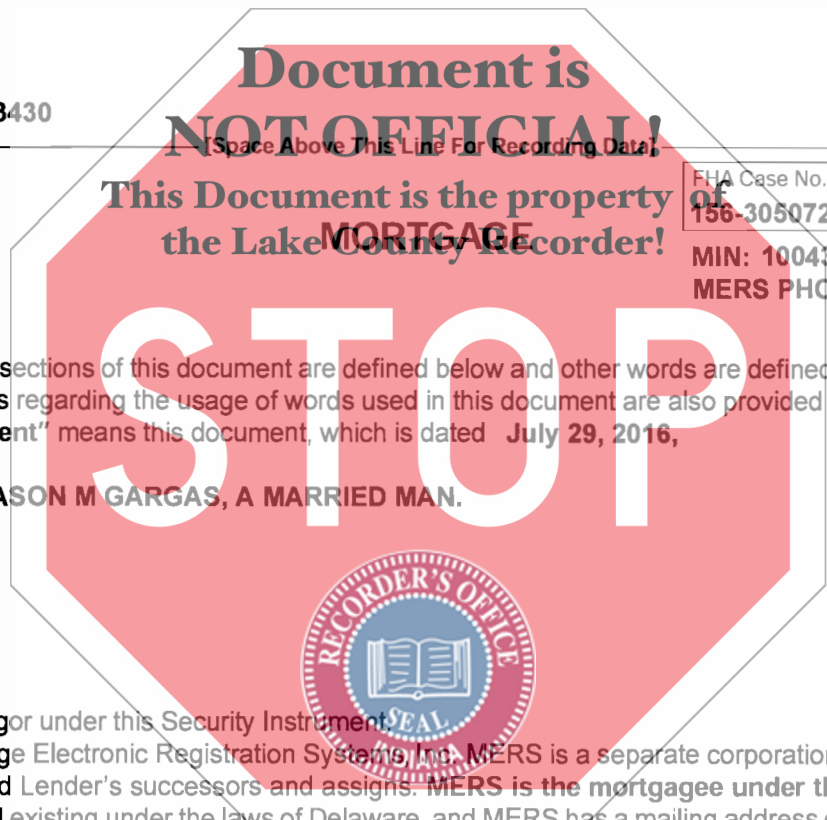 Document is
3430
NOT OFFICIAL!
[Space Above This Line For Recording Data]
This Document is the property of
FHA Case No.
156-305072
MORTGAGE
the Lake County Recorder!
MIN: 10043
MERS PHO
STOP
sections of this document are defined below and other words are defined
s regarding the usage of words used in this document are also provided
ent” means this document, which is dated July 29, 2016,
ASON M GARGAS, A MARRIED MAN.
RECORDER'S OFFICE
SEAL
INDIANA
gor under this Security Instrument.
ge Electronic Registration Systems, Inc. MERS is a separate corporation
d Lender’s successors and assigns. MERS is the mortgagee under th
existing under the laws of Delaware, and MERS has a mailing address